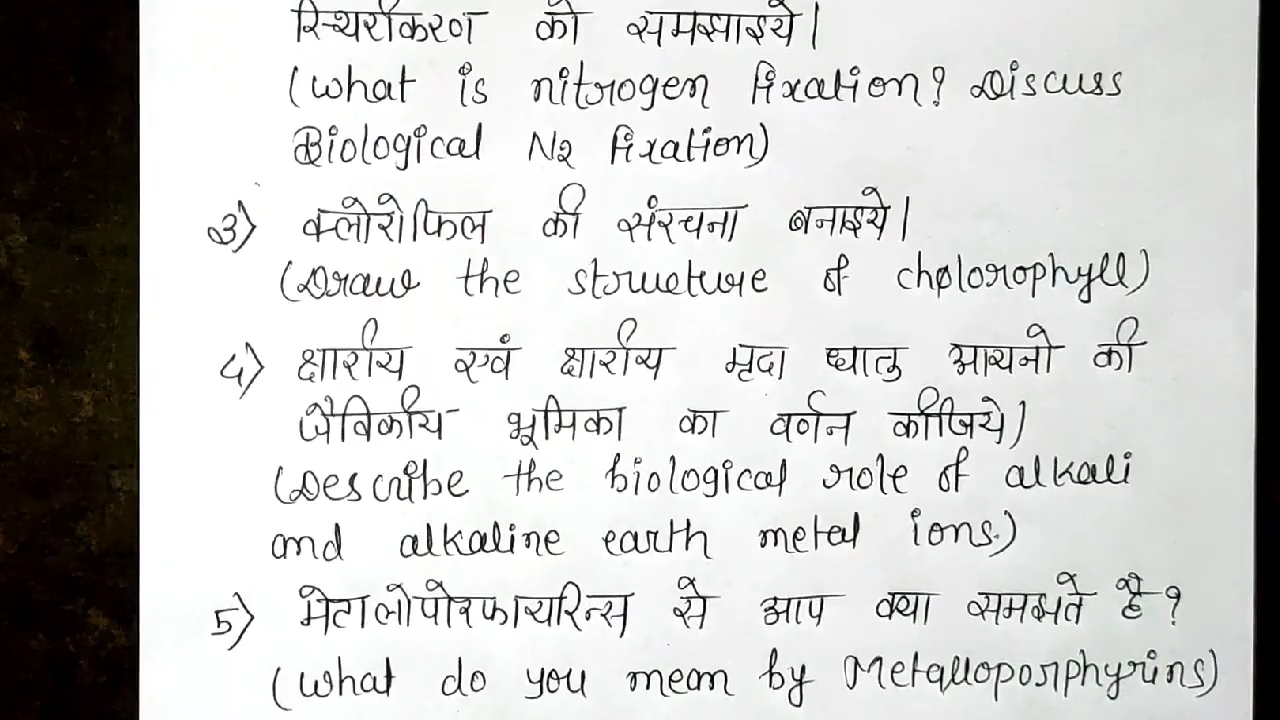 स्थिरीकरण को समझाइये।
(What is nitrogen fixation? Discuss
Biological N2 fixation)
3) क्लोरोफिल की संरचना बनाइये।
(Draw the structure of cholorophyll)
4) क्षारीय एवं क्षारीय मृदा धातु आयनो की
जैविकीय भूमिका का वर्णन कीजिये।
(Describe the biological role of alkali
and alkaline earth metal ions.)
5) मेटालोपोरफायरिन्स से आप क्या समझते है?
(What do you mean by Metalloporphyrins)